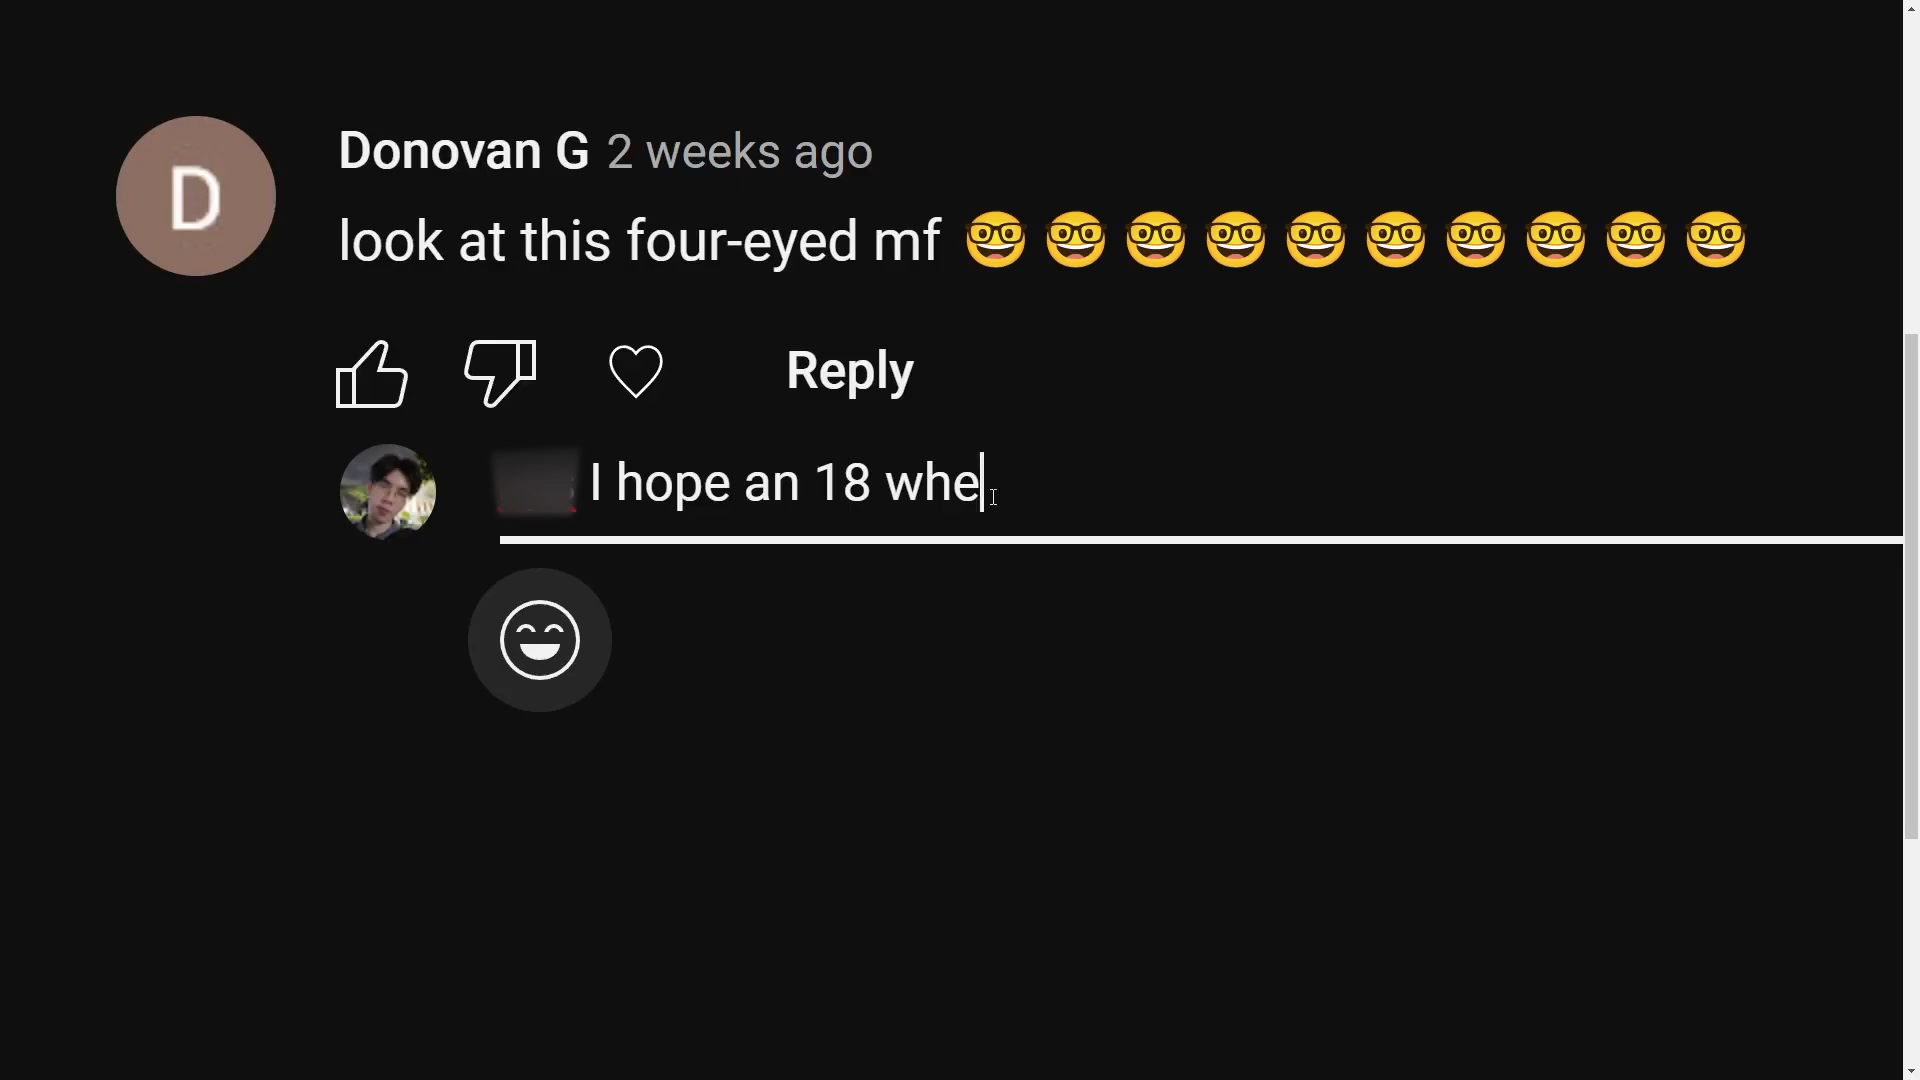 D
Donovan G 2 weeks ago
look at this four-eyed mf 🤓 🤓 🤓 🤓 🤓 🤓 🤓 🤓 🤓 🤓
Reply
I hope an 18 whe